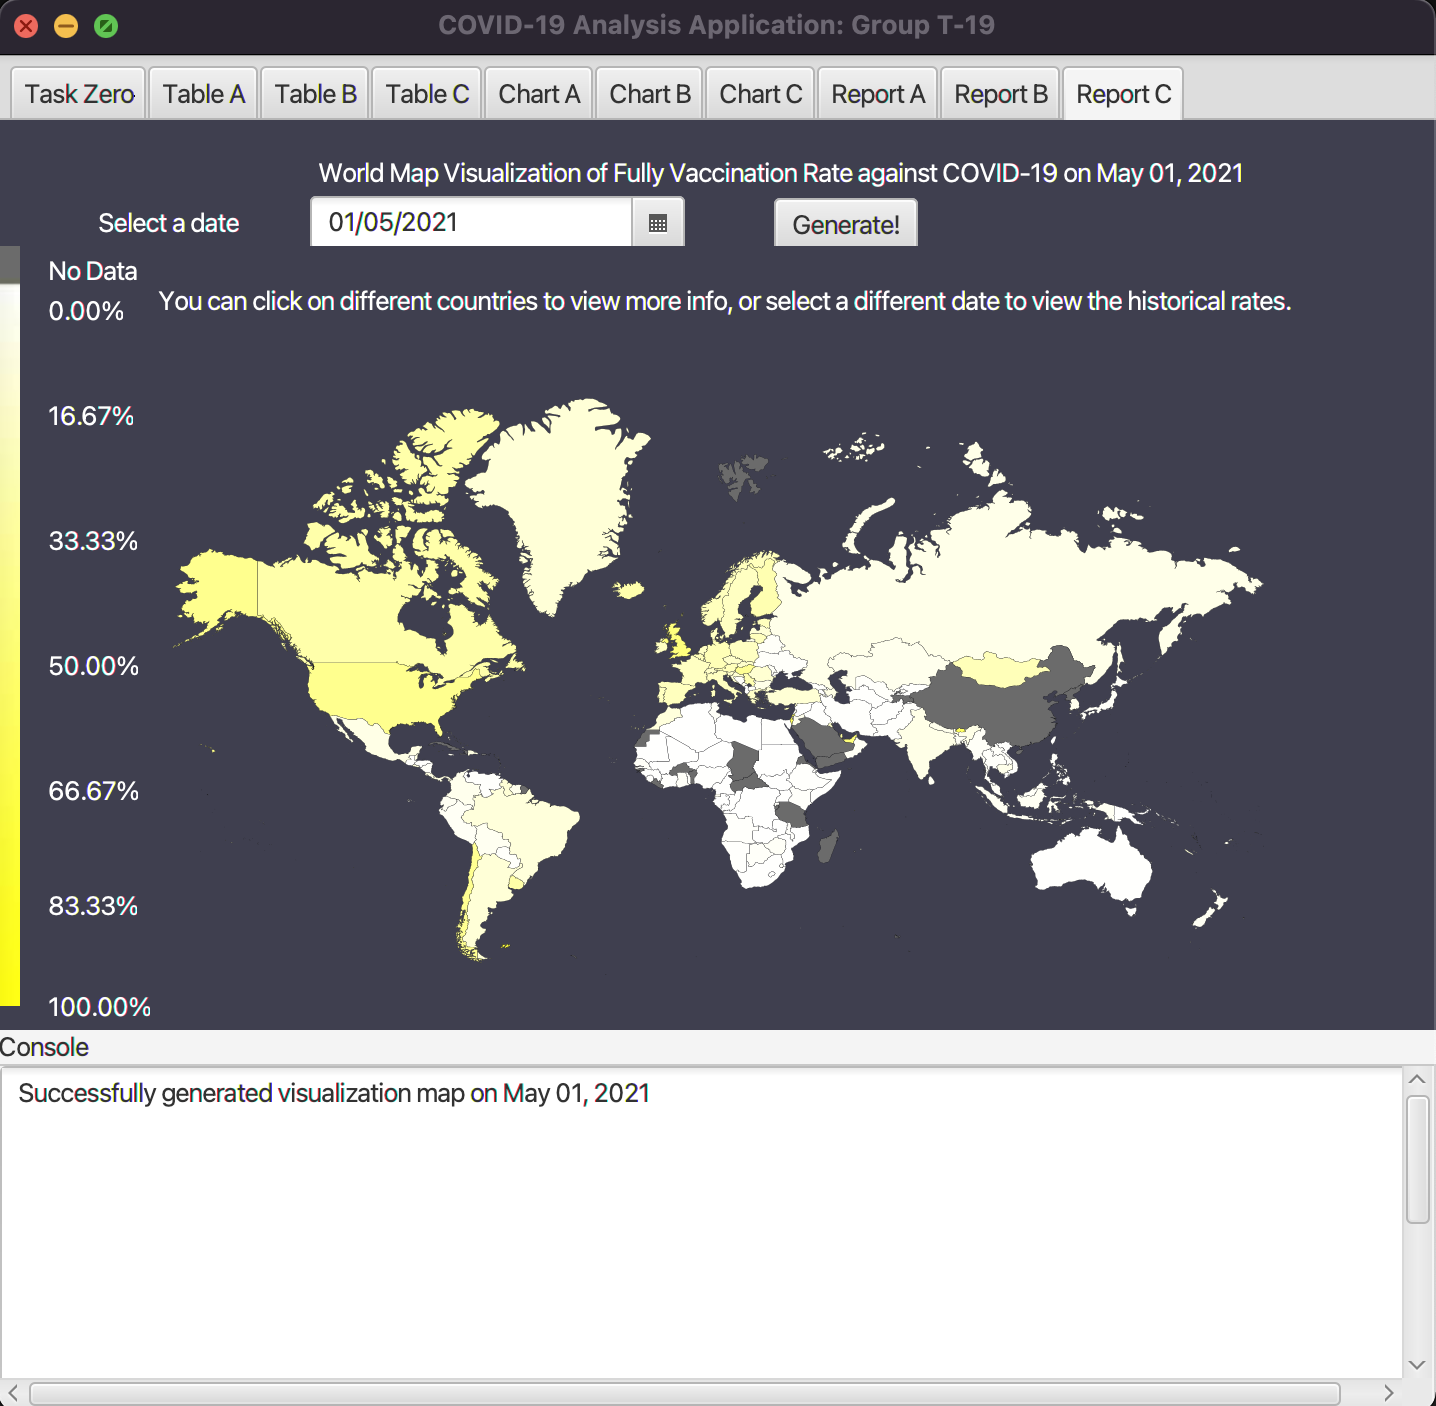 COVID-19 Analysis Application: Group T-19
Task Zero Table A Table B Table C Chart A Chart B Chart C Report A Report B Report C
World Map Visualization of Fully Vaccination Rate against COVID-19 on May 01, 2021
Select a date 01/05/2021 Generate!
No Data
You can click on different countries to view more info, or select a different date to view the historical rates.
0.00%
16.67%
33.33%
50.00%
66.67%
83.33%
100.00%
Console
Successfully generated visualization map on May 01, 2021